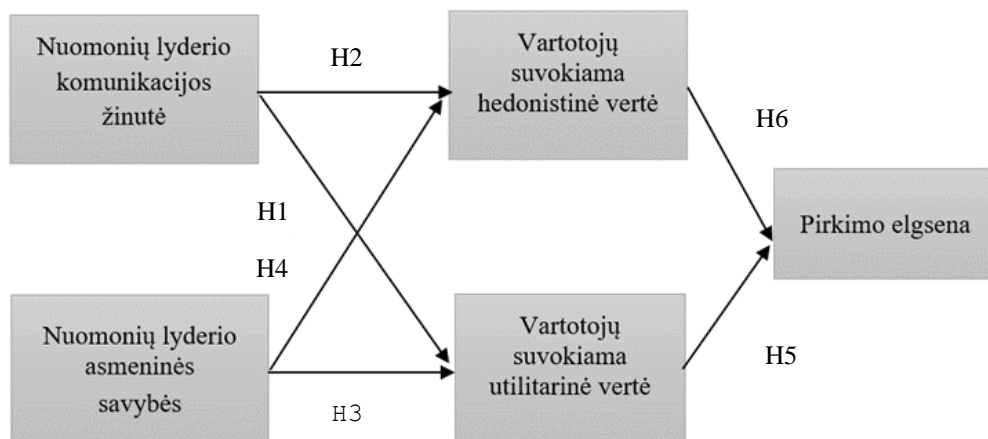 Nuomonių lyderio
komunikacijos
žinutė
H2
Vartotojų
suvokiama
hedonistinė vertė
H6
H1
H4
Pirkimo elgsena
Nuomonių lyderio
asmeninės
savybės
H3
Vartotojų
suvokiama
utilitarinė vertė
H5